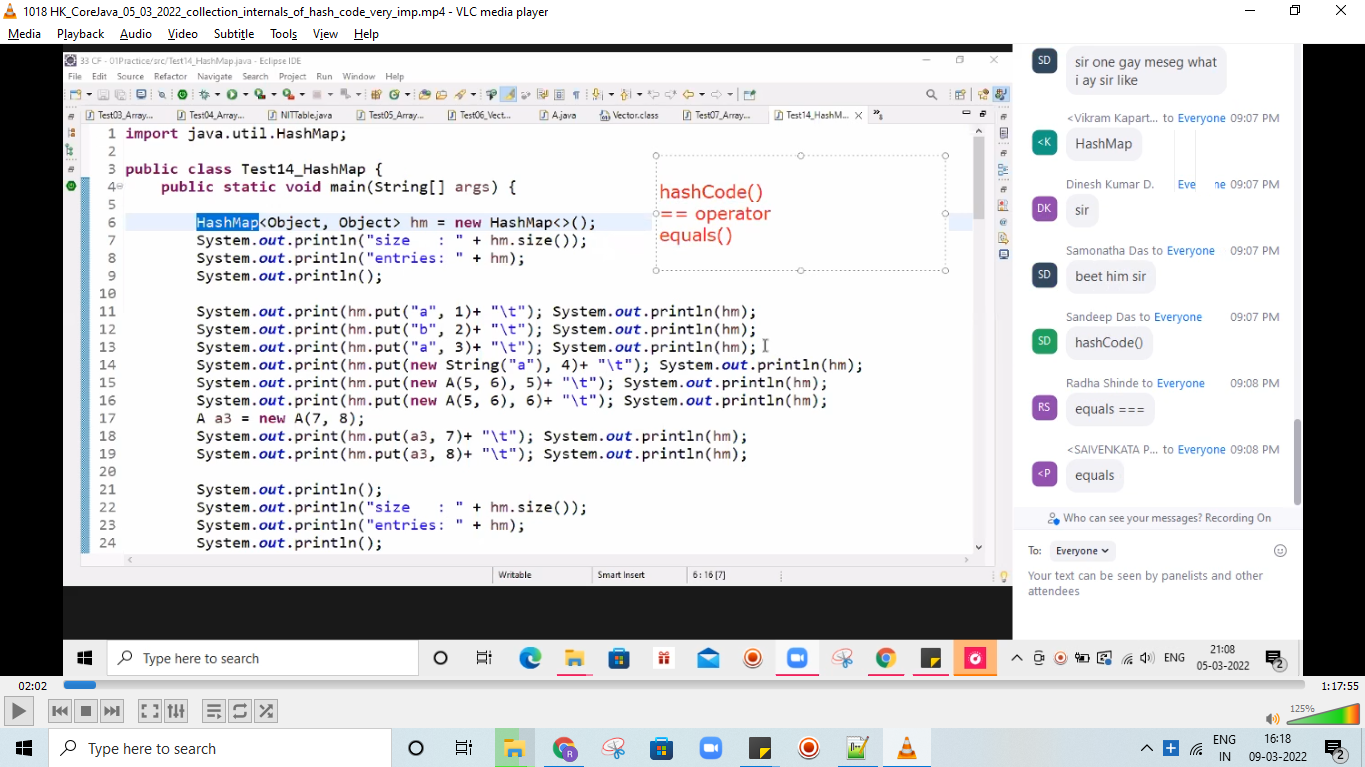 1018 HK_CoreJava_05_03_2022_collection_internals_of_hash_code_very_imp.mp4 - VLC media player
Media Playback Audio Video Subtitle Tools View Help
33 CF - 01Practice/src/Test14_HashMap.java - Eclipse IDE
File Edit Source Refactor Navigate Search Project Run Window Help
Test03_Array... Test04_Array... NITTable.java Test05_Array... Test06_Vect... A.java Vector.class Test07_Array... Test14_HashM...
1 import java.util.HashMap;
2
3 public class Test14_HashMap {
4 public static void main(String[] args) {
5
6 HashMap<Object, Object> hm = new HashMap<>();
7 System.out.println("size   : " + hm.size());
8 System.out.println("entries: " + hm);
9 System.out.println();
10
11 System.out.print(hm.put("a", 1)+ "\t"); System.out.println(hm);
12 System.out.print(hm.put("b", 2)+ "\t"); System.out.println(hm);
13 System.out.print(hm.put("a", 3)+ "\t"); System.out.println(hm);
14 System.out.print(hm.put(new String("a"), 4)+ "\t"); System.out.println(hm);
15 System.out.print(hm.put(new A(5, 6), 5)+ "\t"); System.out.println(hm);
16 System.out.print(hm.put(new A(5, 6), 6)+ "\t"); System.out.println(hm);
17 A a3 = new A(7, 8);
18 System.out.print(hm.put(a3, 7)+ "\t"); System.out.println(hm);
19 System.out.print(hm.put(a3, 8)+ "\t"); System.out.println(hm);
20
21 System.out.println();
22 System.out.println("size   : " + hm.size());
23 System.out.println("entries: " + hm);
24 System.out.println();
hashCode()
== operator
equals()
Writable Smart Insert 6 : 16 [7]
SD
sir one gay meseg what
i ay sir like
<Vikram Kapart... to Everyone 09:07 PM
<K
HashMap
Dinesh Kumar D. Eve ne 09:07 PM
DK
sir
Samonatha Das to Everyone 09:07 PM
SD
beet him sir
Sandeep Das to Everyone 09:07 PM
SD
hashCode()
Radha Shinde to Everyone 09:08 PM
RS
equals ===
<SAIVENKATA P... to Everyone 09:08 PM
<P
equals
Who can see your messages? Recording On
To: Everyone
Your text can be seen by panelists and other
attendees
Type here to search
ENG
21:08
05-03-2022
2
02:02
1:17:55
125%
Type here to search
R
ENG
IN
16:18
09-03-2022
2